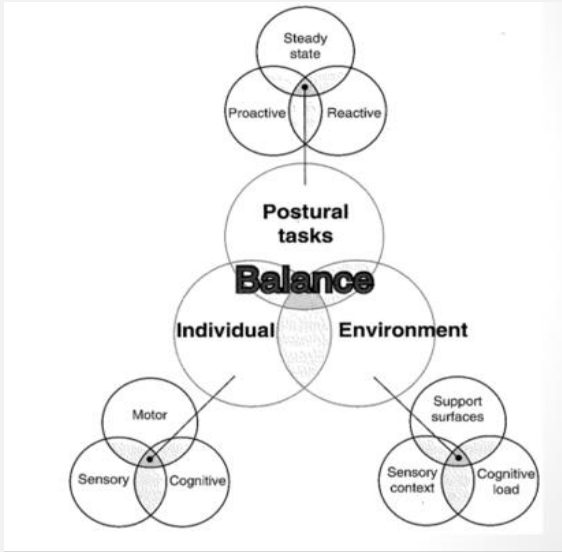 Steady
state
Proactive
Reactive
Postural
tasks
Balance
Individual
Environment
Motor
Sensory
Cognitive
Support
surfaces
Sensory
context
Cognitive
load